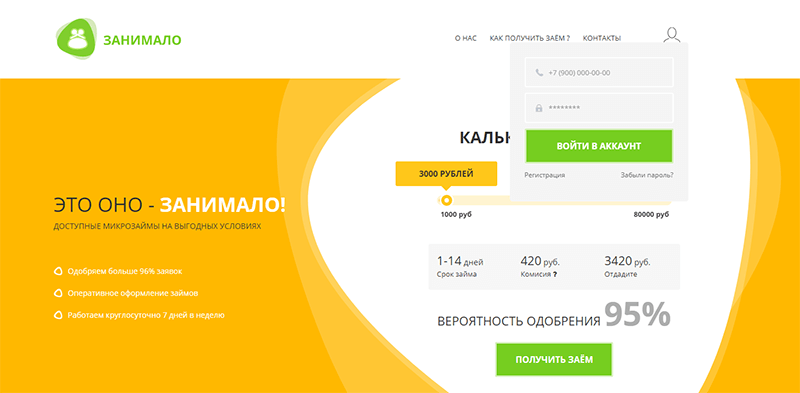 ЗАНИМАЛО
О НАС
КАК ПОЛУЧИТЬ ЗАЁМ ?
КОНТАКТЫ
+7 (900) 000-00-00
********
ВОЙТИ В АККАУНТ
Регистрация
Забыли пароль?
3000 РУБЛЕЙ
1000 руб
80000 руб
ЭТО ОНО - ЗАНИМАЛО!
ДОСТУПНЫЕ МИКРОЗАЙМЫ НА ВЫГОДНЫХ УСЛОВИЯХ
Одобряем больше 96% заявок
Оперативное оформление займов
Работаем круглосуточно 7 дней в неделю
1-14 дней
Срок займа
420 руб.
Комисия ?
3420 руб.
Отдадите
ВЕРОЯТНОСТЬ ОДОБРЕНИЯ 95%
ПОЛУЧИТЬ ЗАЁМ